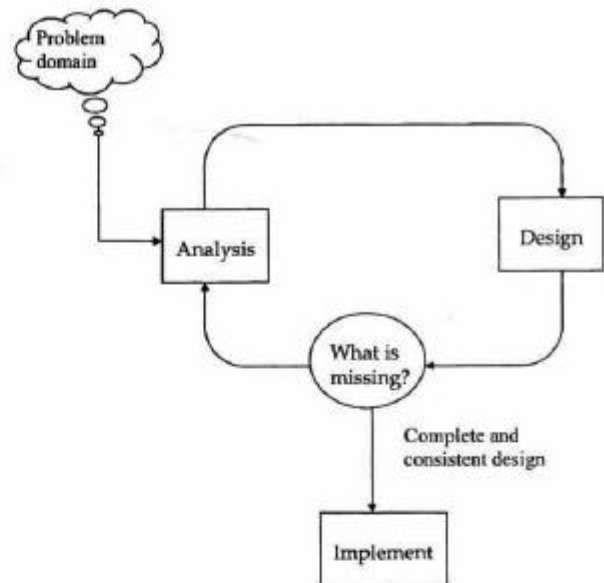 Problem
domain
Analysis
Design
What is
missing?
Complete and
consistent design
Implement